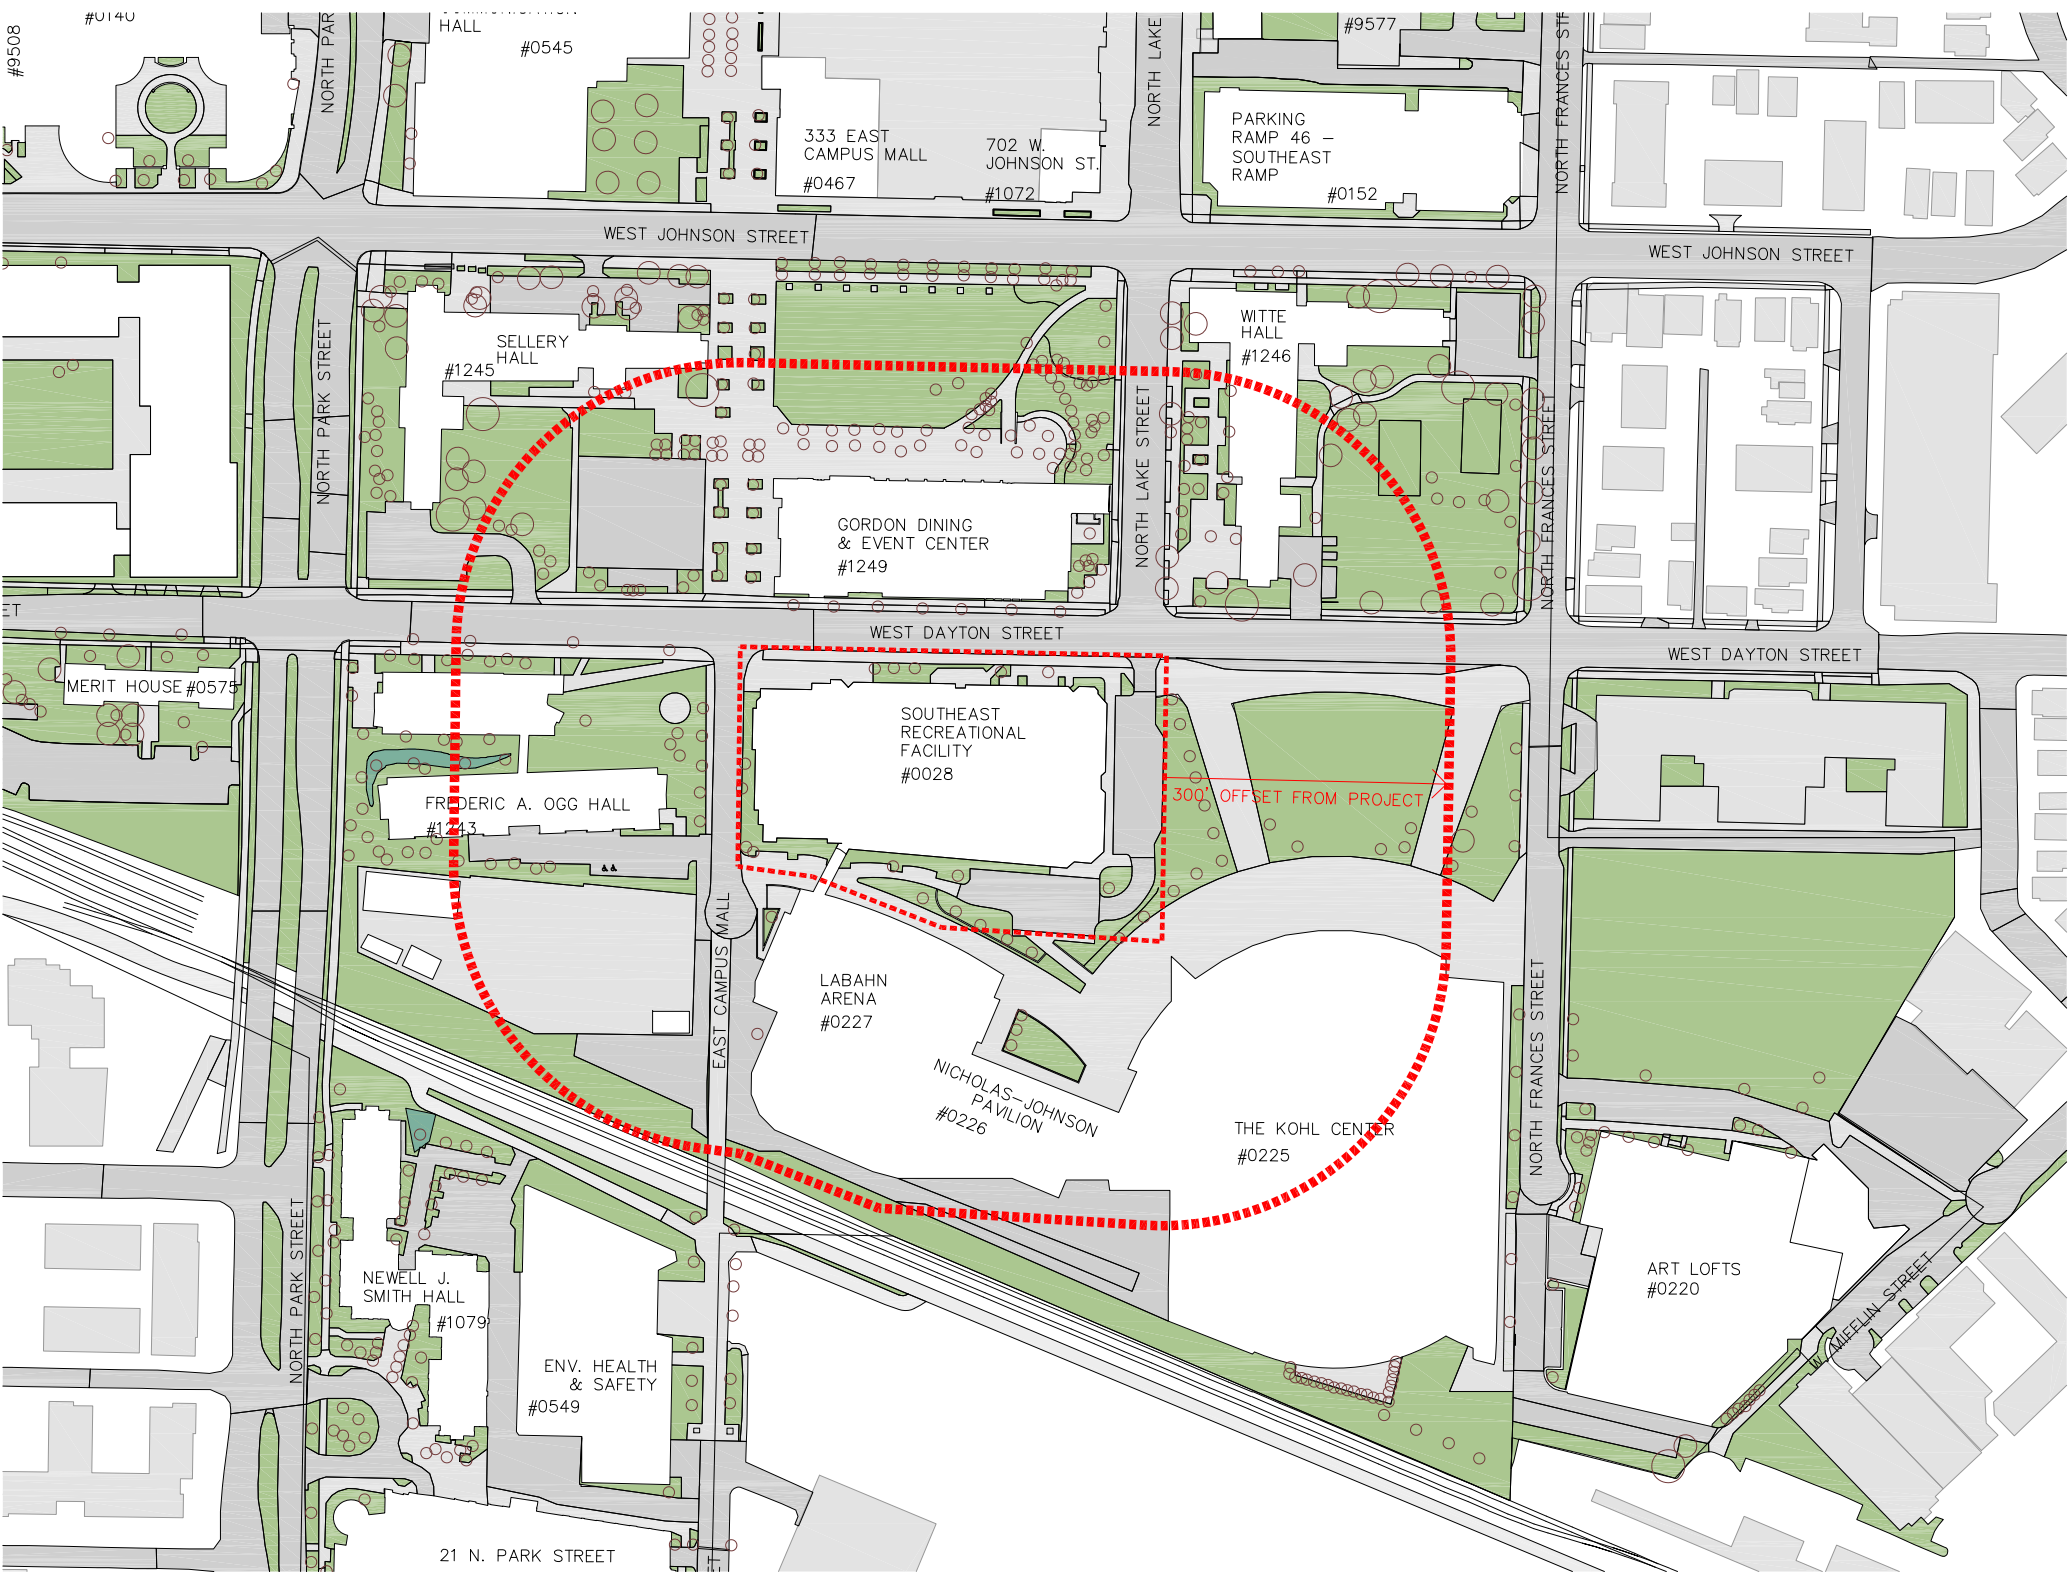 #9508
#0140
HALL
#0545
NORTH PAR
NORTH LAKE
#9577
NORTH FRANCES STR
333 EAST
CAMPUS MALL
#0467
702 W.
JOHNSON ST.
#1072
PARKING
RAMP 46 –
SOUTHEAST
RAMP
#0152
WEST JOHNSON STREET
WEST JOHNSON STREET
SELLERY
HALL
#1245
WITTE
HALL
#1246
NORTH PARK STREET
NORTH LAKE STREET
NORTH FRANCES STREET
GORDON DINING
& EVENT CENTER
#1249
ET
WEST DAYTON STREET
WEST DAYTON STREET
MERIT HOUSE #0575
SOUTHEAST
RECREATIONAL
FACILITY
#0028
300' OFFSET FROM PROJECT
FREDERIC A. OGG HALL
#1243
EAST CAMPUS MALL
LABAHN
ARENA
#0227
NICHOLAS–JOHNSON
PAVILION
#0226
THE KOHL CENTER
#0225
NORTH FRANCES STREET
NORTH PARK STREET
NEWELL J.
SMITH HALL
#1079
ENV. HEALTH
& SAFETY
#0549
ART LOFTS
#0220
W. MIFFLIN STREET
21 N. PARK STREET
ET